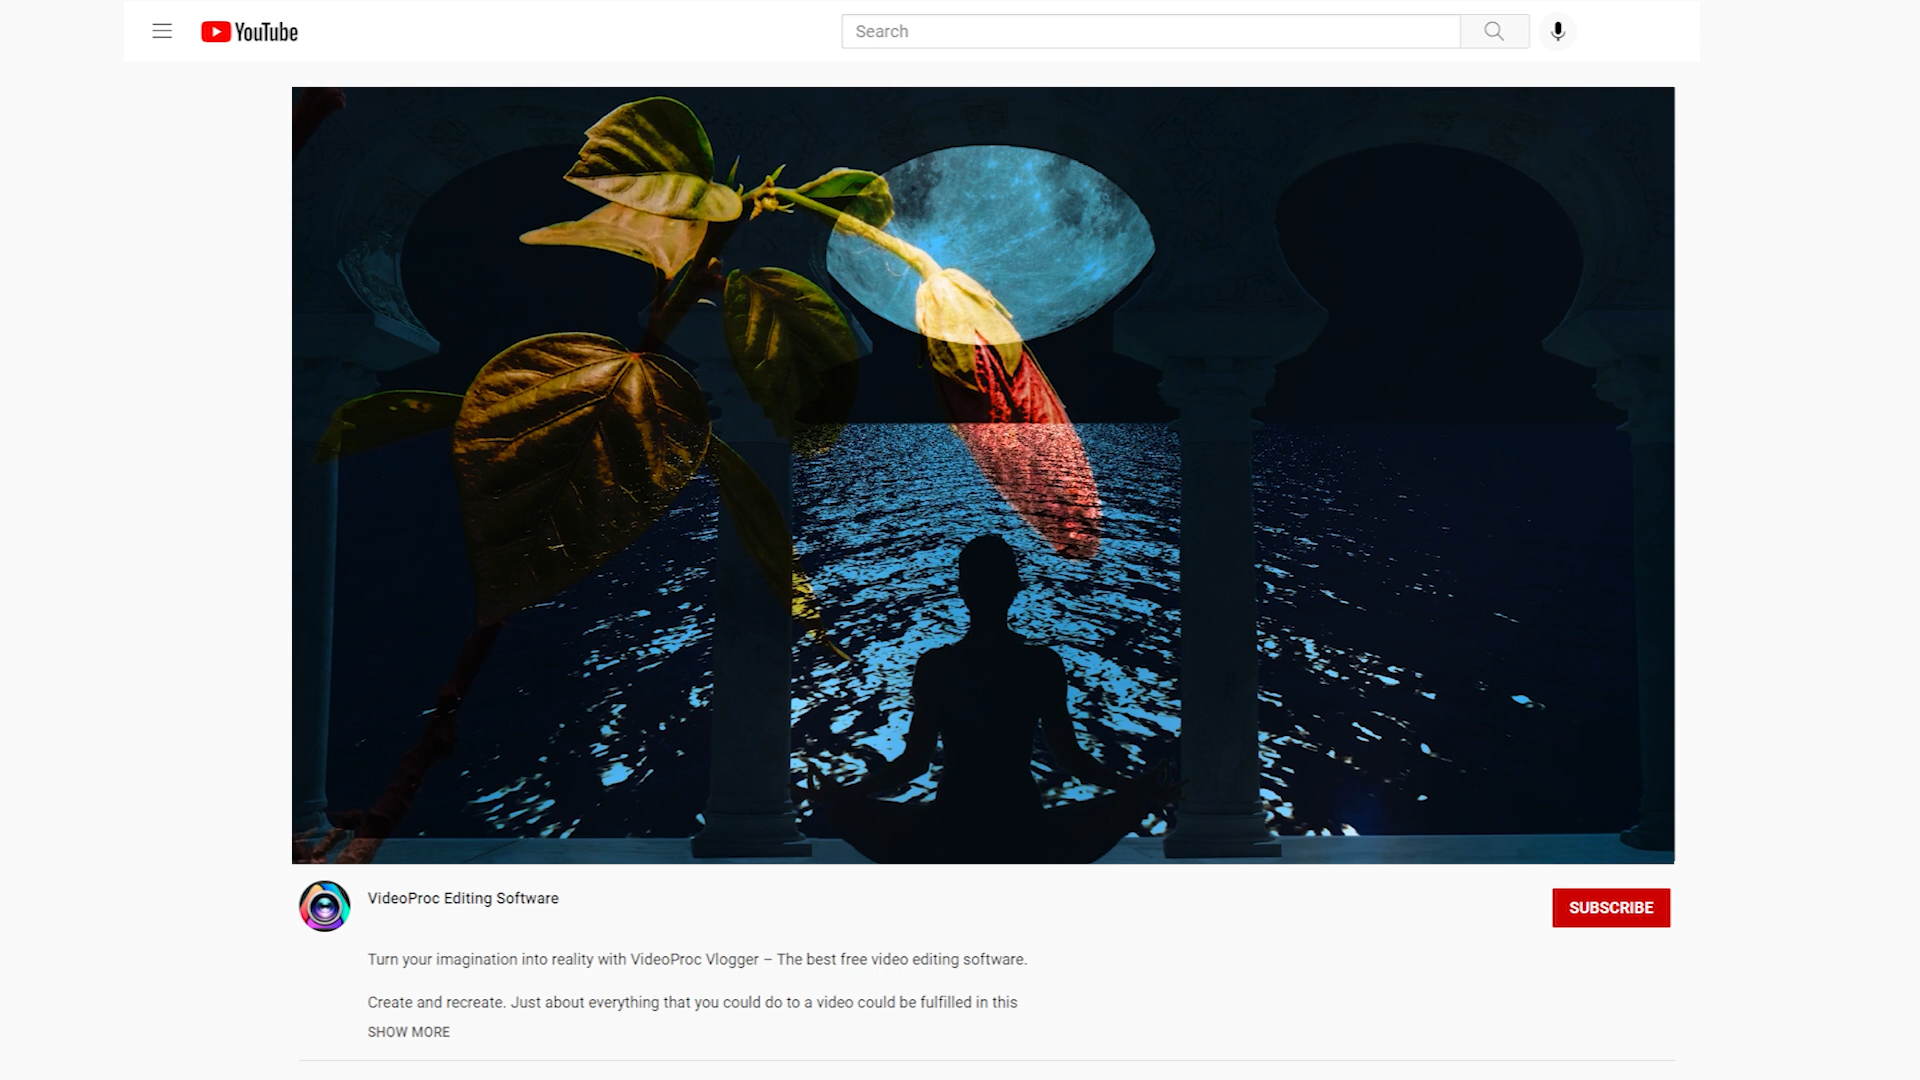 YouTube
Search
VideoProc Editing Software
SUBSCRIBE
Turn your imagination into reality with VideoProc Vlogger – The best free video editing software.
Create and recreate. Just about everything that you could do to a video could be fulfilled in this
SHOW MORE